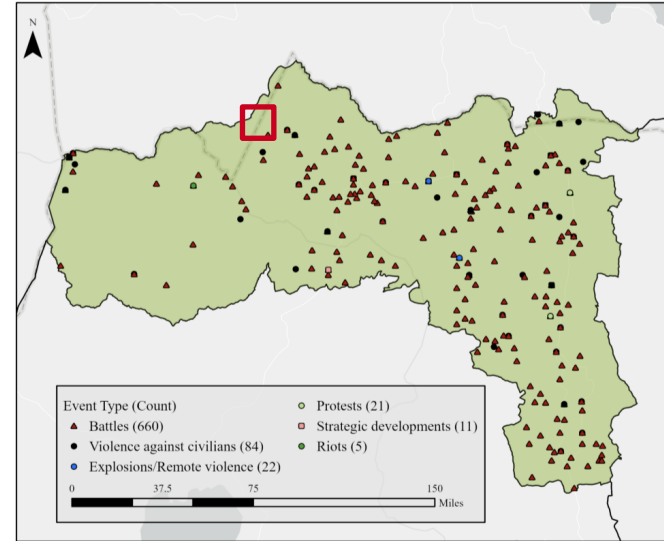 N
Event Type (Count)
Battles (660)
Violence against civilians (84)
Explosions/Remote violence (22)
Protests (21)
Strategic developments (11)
Riots (5)
0 37.5 75 150
Miles